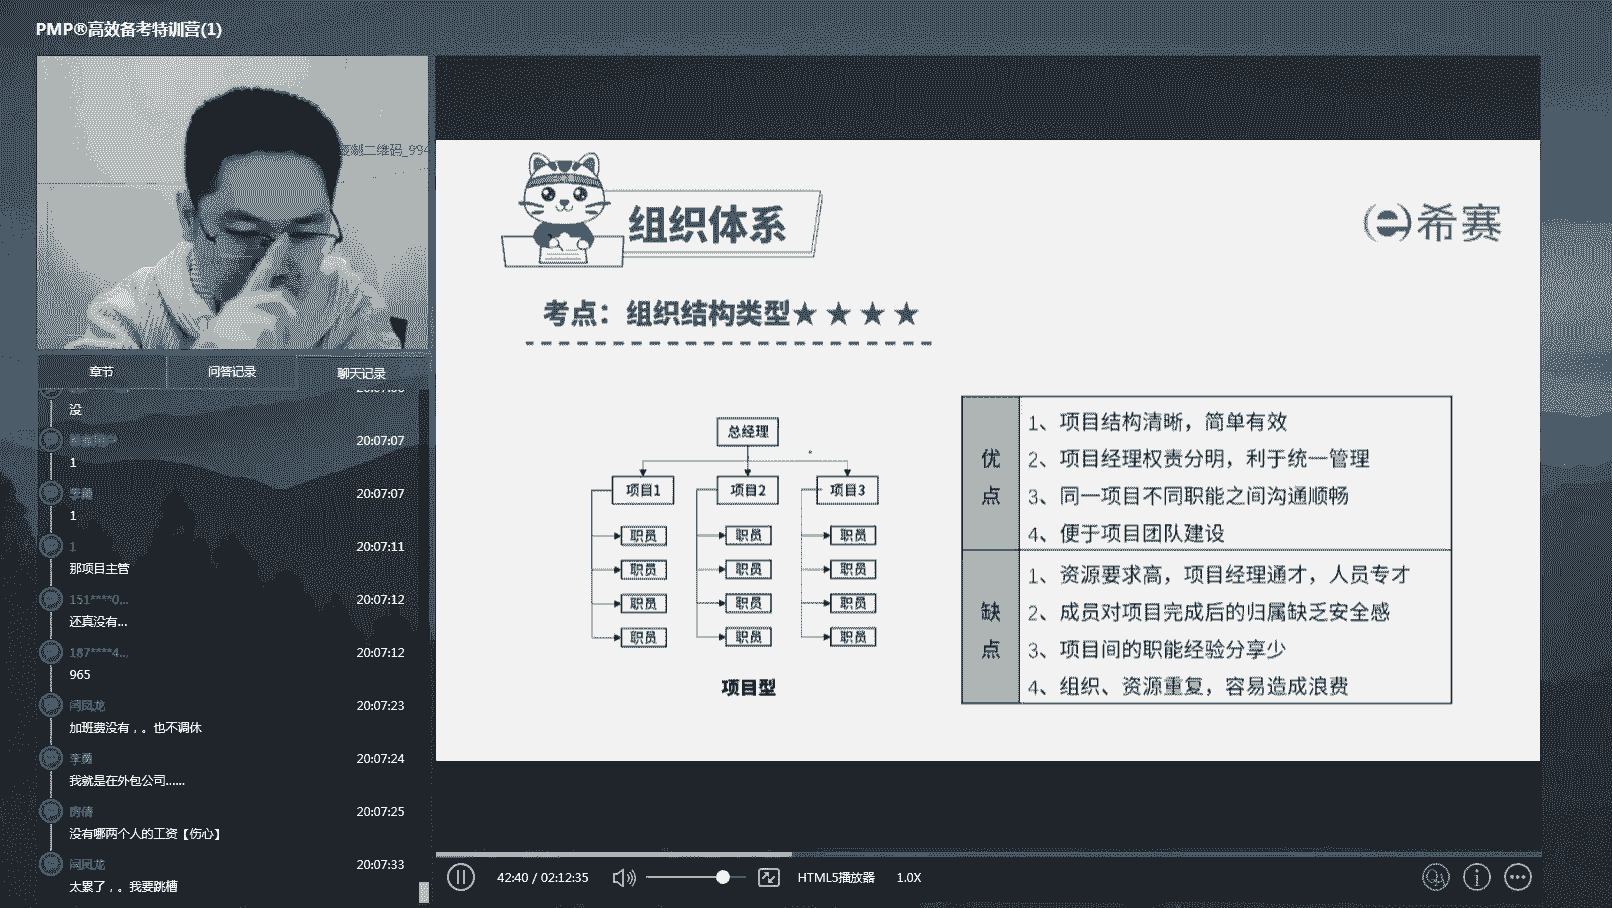 PMP®高效备考特训营(1)
制二维码_994
章节
问答记录
聊天记录
没
20:07:07
1
李薇
20:07:07
1
1
20:07:11
那项目主管
151****0...
20:07:12
还真没有...
187****4...
20:07:12
965
闵凤龙
20:07:23
加班费没有，。也不调休
李薇
20:07:24
我就是在外包公司......
房倩
20:07:25
没有哪两个人的工资【伤心】
闵凤龙
20:07:33
太累了，。我要跳槽
组织体系
希赛
考点：组织结构类型★★★★
总经理
项目1
项目2
项目3
职员
职员
职员
职员
职员
职员
职员
职员
职员
职员
职员
职员
项目型
优点
1、项目结构清晰，简单有效
2、项目经理权责分明，利于统一管理
3、同一项目不同职能之间沟通顺畅
4、便于项目团队建设
缺点
1、资源要求高，项目经理通才，人员专才
2、成员对项目完成后的归属缺乏安全感
3、项目间的职能经验分享少
4、组织、资源重复，容易造成浪费
42:40 / 02:12:35
HTML5播放器
1.0X